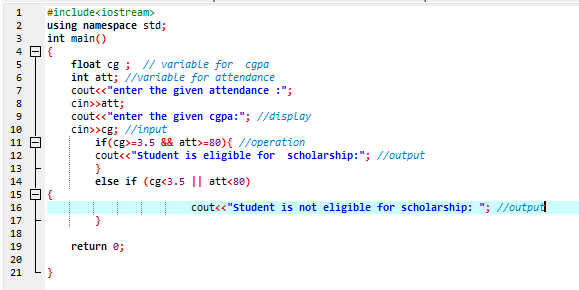 1 #include<iostream>
2 using namespace std;
3 int main()
4 {
5 float cg ; // variable for cgpa
6 int att; //variable for attendance
7 cout<<"enter the given attendance :";
8 cin>>att;
9 cout<<"enter the given cgpa:"; //display
10 cin>>cg; //input
11 if(cg>=3.5 && att>=80){ //operation
12 cout<<"Student is eligible for  scholarship:"; //output
13 }
14 else if (cg<3.5 || att<80)
15 {
16 cout<<"Student is not eligible for scholarship: "; //output
17 }
18
19 return 0;
20
21 }